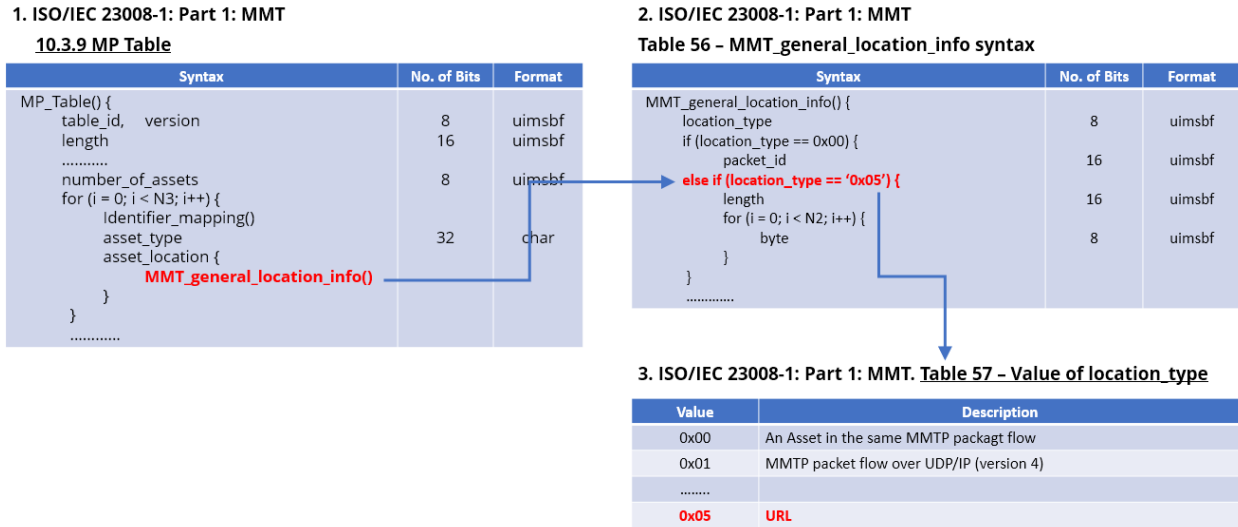 1. ISO/IEC 23008-1: Part 1: MMT
10.3.9 MP Table
Syntax No. of Bits Format
MP_Table() {
table_id, version 8 uimsbf
length 16 uimsbf
...........
number_of_assets 8 uimsbf
for (i = 0; i < N3; i++) {
Identifier_mapping()
asset_type 32 char
asset_location {
MMT_general_location_info()
}
}
............
2. ISO/IEC 23008-1: Part 1: MMT
Table 56 – MMT_general_location_info syntax
Syntax No. of Bits Format
MMT_general_location_info() {
location_type 8 uimsbf
if (location_type == 0x00) {
packet_id 16 uimsbf
else if (location_type == ‘0x05’) {
length 16 uimsbf
for (i = 0; i < N2; i++) {
byte 8 uimsbf
}
}
.............
3. ISO/IEC 23008-1: Part 1: MMT. Table 57 – Value of location_type
Value Description
0x00 An Asset in the same MMTP packagt flow
0x01 MMTP packet flow over UDP/IP (version 4)
........
0x05 URL